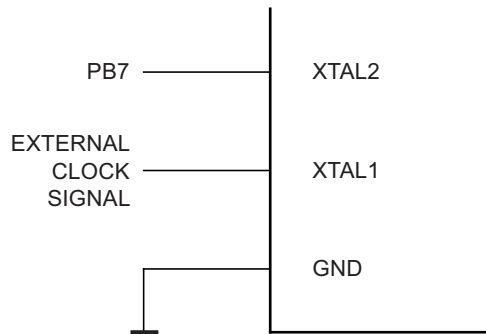 PB7
XTAL2
EXTERNAL
CLOCK
SIGNAL
XTAL1
GND